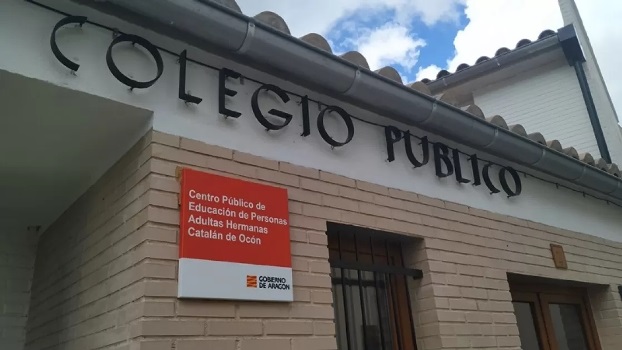 COLEGIO PUBLICO
Centro Público de
Educación de Personas
Adultas Hermanas
Catalán de Ocón
GOBIERNO
DE ARAGON